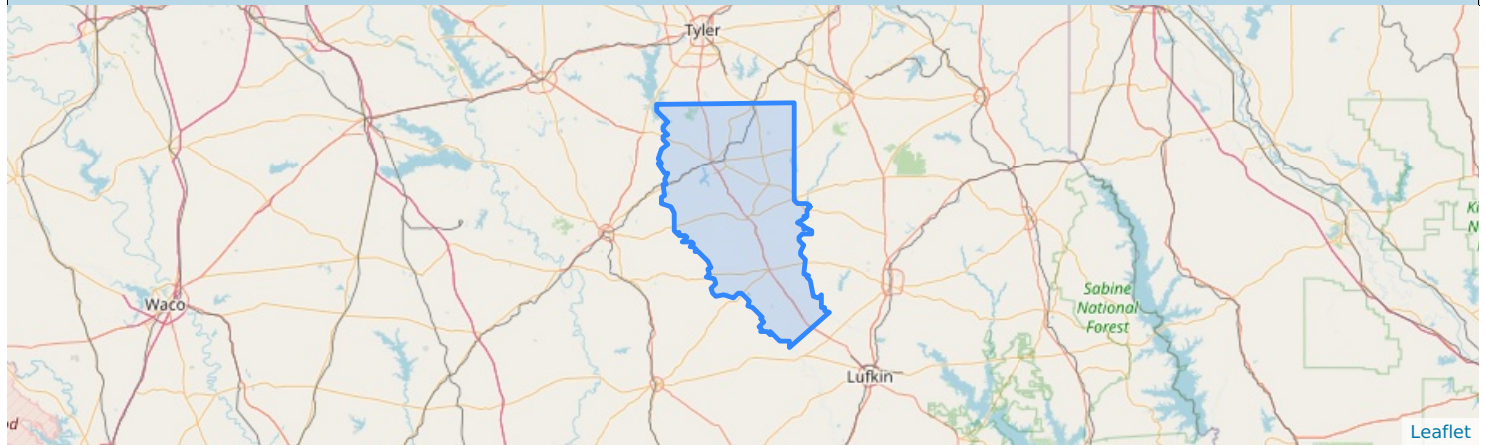 Tyler
Waco
Sabine
National
Forest
Lufkin
Leaflet